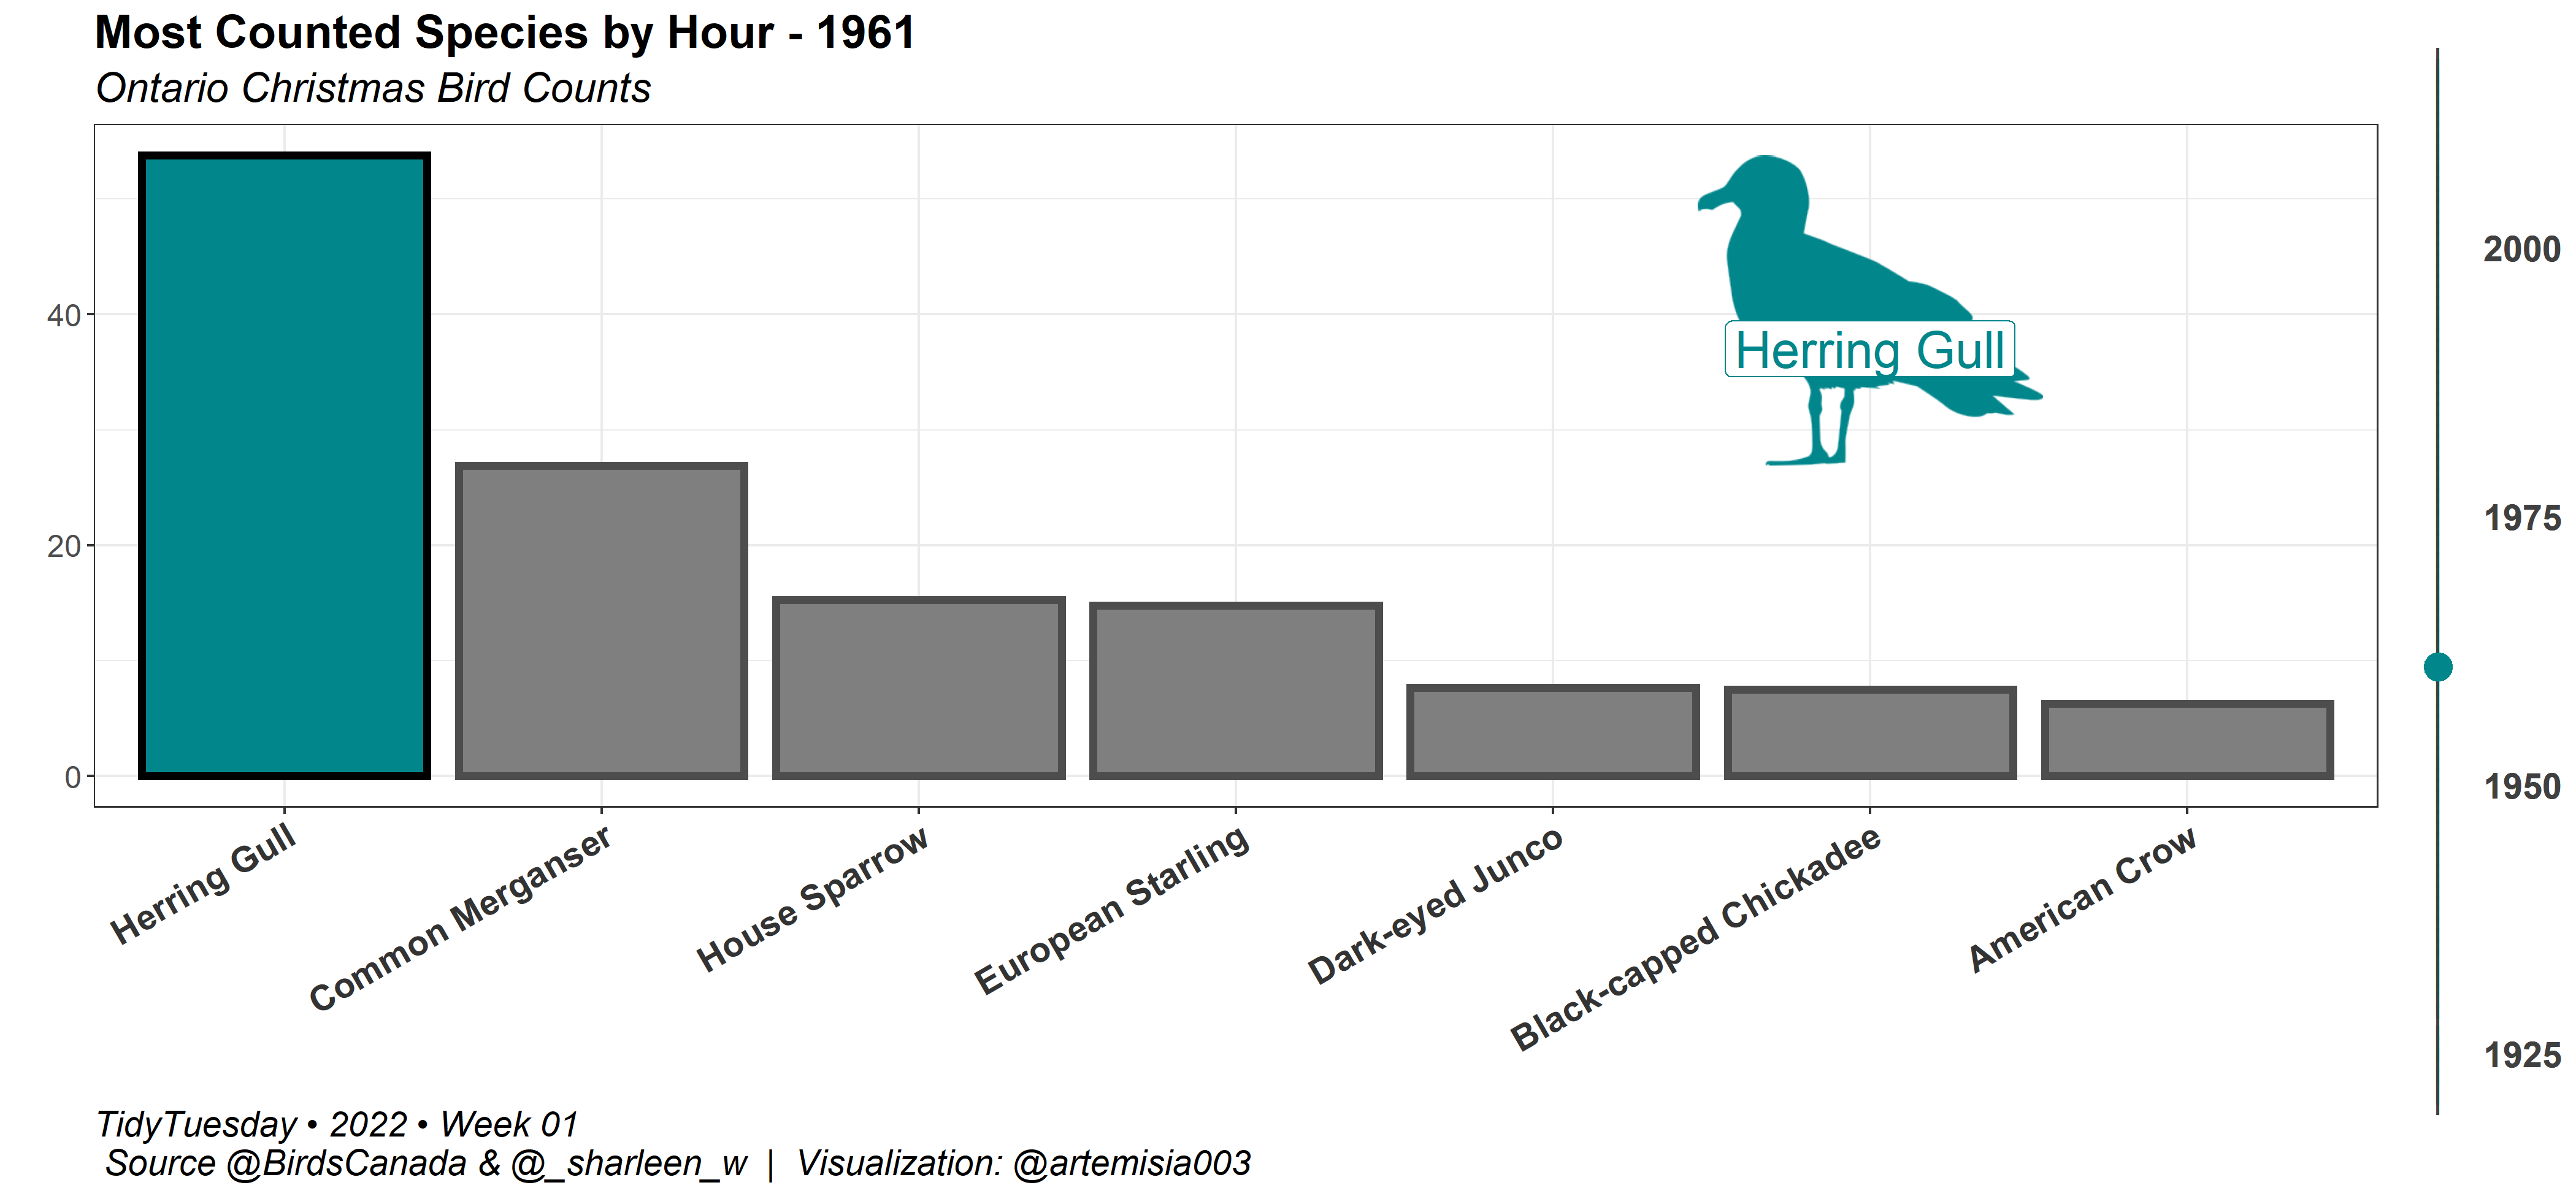 Most Counted Species by Hour - 1961
Ontario Christmas Bird Counts
40
20
0
Herring Gull
Herring Gull
Common Merganser
House Sparrow
European Starling
Dark-eyed Junco
Black-capped Chickadee
American Crow
2000
1975
1950
1925
TidyTuesday • 2022 • Week 01
Source @BirdsCanada & @_sharleen_w | Visualization: @artemisia003